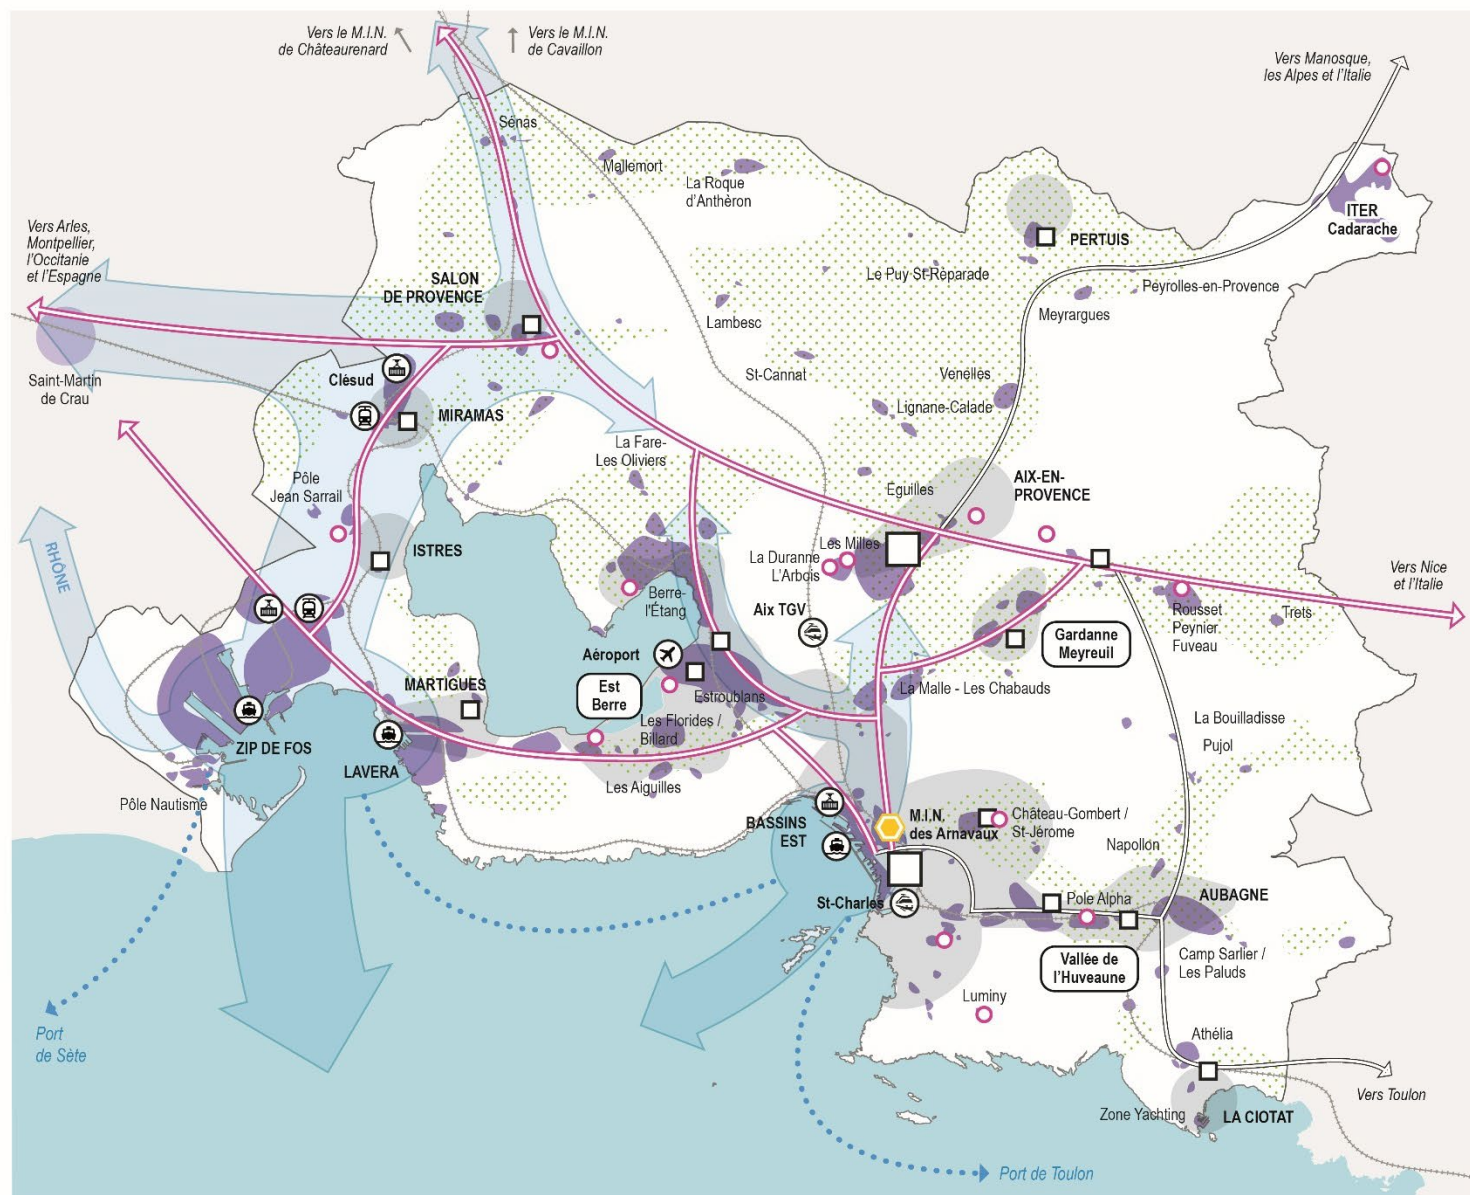 Vers le M.I.N.
de Châteaurenard
Vers le M.I.N.
de Cavaillon
Vers Manosque,
les Alpes et l'Italie
Sénas
Mallemort
La Roque
d'Anthèron
ITER
Cadarache
Vers Arles,
Montpellier,
l'Occitanie
et l'Espagne
PERTUIS
SALON
DE PROVENCE
Le Puy St-Réparade
Peyrolles-en-Provence
Meyrargues
Lambesc
Saint-Martin
de Crau
Clésud
St-Cannat
Venelles
Lignane-Calade
MIRAMAS
La Fare-
Les Oliviers
Pôle
Jean Sarrail
Eguilles
AIX-EN-
PROVENCE
ISTRES
RHÔNE
Les Milles
La Duranne
L'Arbois
Vers Nice
et l'Italie
Berre-
l'Étang
Aix TGV
Rousset
Peynier
Fuveau
Trets
Gardanne
Meyreuil
Aéroport
MARTIGUES
Est
Berre
Estroublans
La Malle - Les Chabauds
Les Florides /
Billard
La Bouilladisse
Pujol
ZIP DE FOS
LAVERA
Les Aiguilles
Pôle Nautisme
BASSINS
EST
M.I.N.
des Arnavaux
Château-Gombert /
St-Jérome
Napollon
St-Charles
Pole Alpha
AUBAGNE
Vallée de
l'Huveaune
Camp Sarlier /
Les Paluds
Luminy
Port
de Sète
Athélia
Vers Toulon
Zone Yachting
LA CIOTAT
Port de Toulon